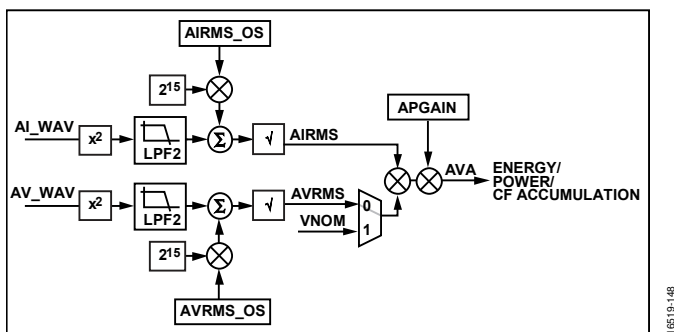 AIRMS_OS
2¹⁵
APGAIN
AI_WAV
x²
LPF2
Σ
√
AIRMS
AVA
ENERGY/
POWER/
CF ACCUMULATION
AV_WAV
x²
LPF2
Σ
√
AVRMS
VNOM
0
1
2¹⁵
AVRMS_OS
16519-148